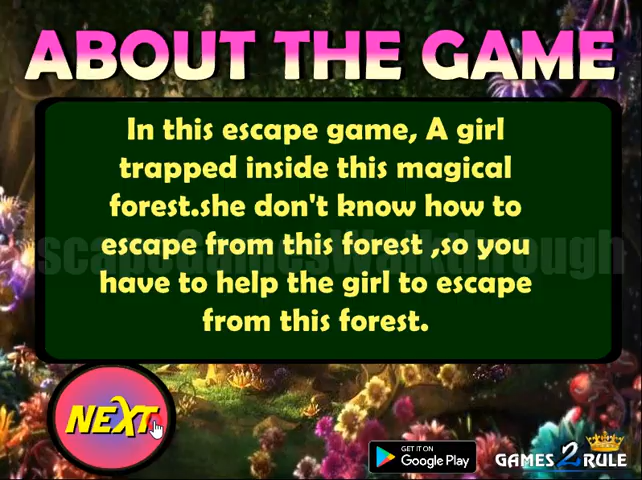 ABOUT THE GAME
In this escape game, A girl
trapped inside this magical
forest.she don't know how to
escape from this forest ,so you
have to help the girl to escape
from this forest.
EscapeGamesWalkthrough
NEXT
GET IT ON
Google Play
GAMES 2 RULE